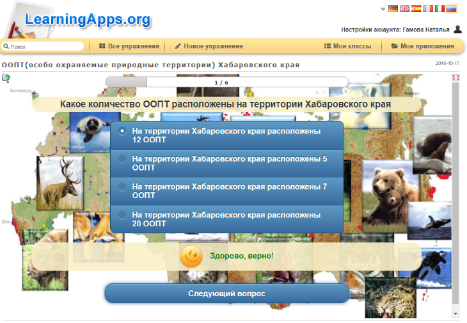 LearningApps.org
Настройки аккаунта: Гамова Наталья
Поиск
Все упражнения
Новое упражнение
Мои классы
Мои приложения
ООПТ(особо охраняемые природные территории) Хабаровского края
2016-10-17
1 / 6
Какое количество ООПТ расположены на территории Хабаровского края
На территории Хабаровского края расположены
12 ООПТ
На территории Хабаровского края расположены 5
ООПТ
На территории Хабаровского края расположены 7
ООПТ
На территории Хабаровского края расположены
20 ООПТ
Здорово, верно!
Следующий вопрос